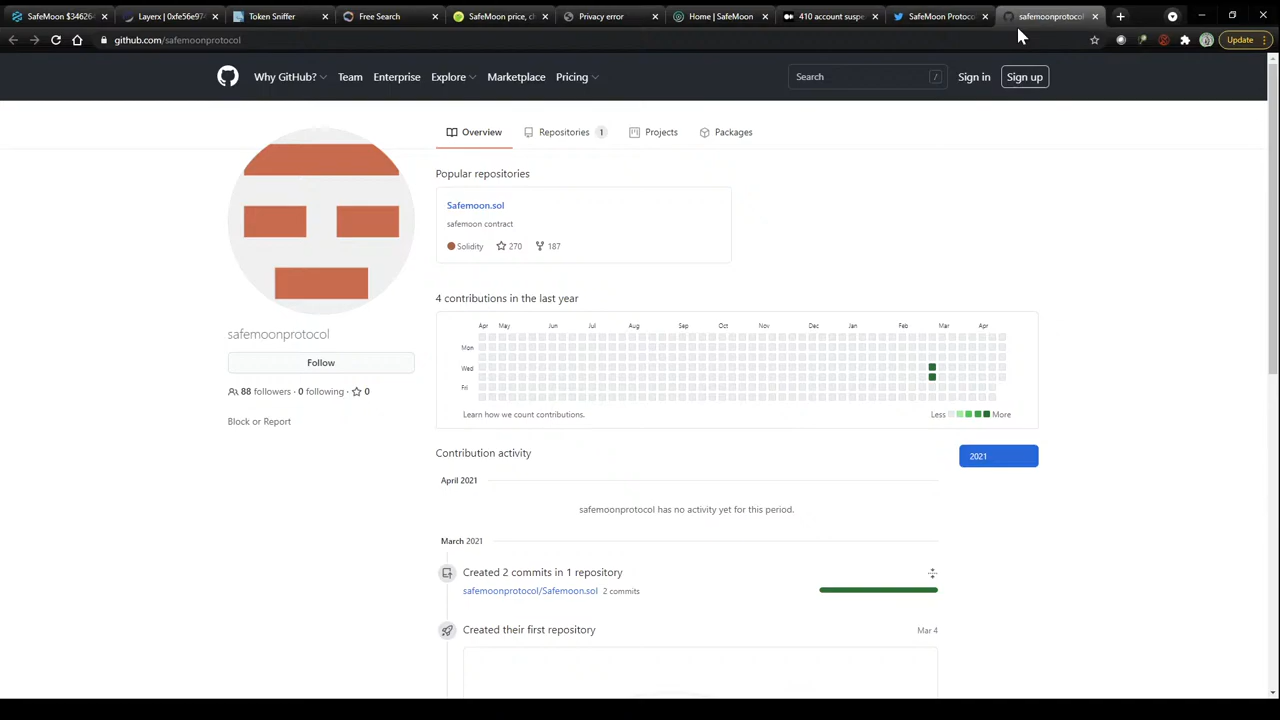 SafeMoon $34626
Layerx | 0xfe56e974
Token Sniffer
Free Search
SafeMoon price, ch
Privacy error
Home | SafeMoon
410 account suspe
SafeMoon Protoco
safemoonprotocol
github.com/safemoonprotocol
Update
Why GitHub?
Team
Enterprise
Explore
Marketplace
Pricing
Search
/
Sign in
Sign up
Overview
Repositories 1
Projects
Packages
Popular repositories
Safemoon.sol
safemoon contract
Solidity 270 187
4 contributions in the last year
Apr May Jun Jul Aug Sep Oct Nov Dec Jan Feb Mar Apr
Mon
Wed
Fri
Learn how we count contributions.
Less More
safemoonprotocol
Follow
88 followers · 0 following · 0
Block or Report
Contribution activity
2021
April 2021
safemoonprotocol has no activity yet for this period.
March 2021
Created 2 commits in 1 repository
safemoonprotocol/Safemoon.sol 2 commits
Created their first repository
Mar 4